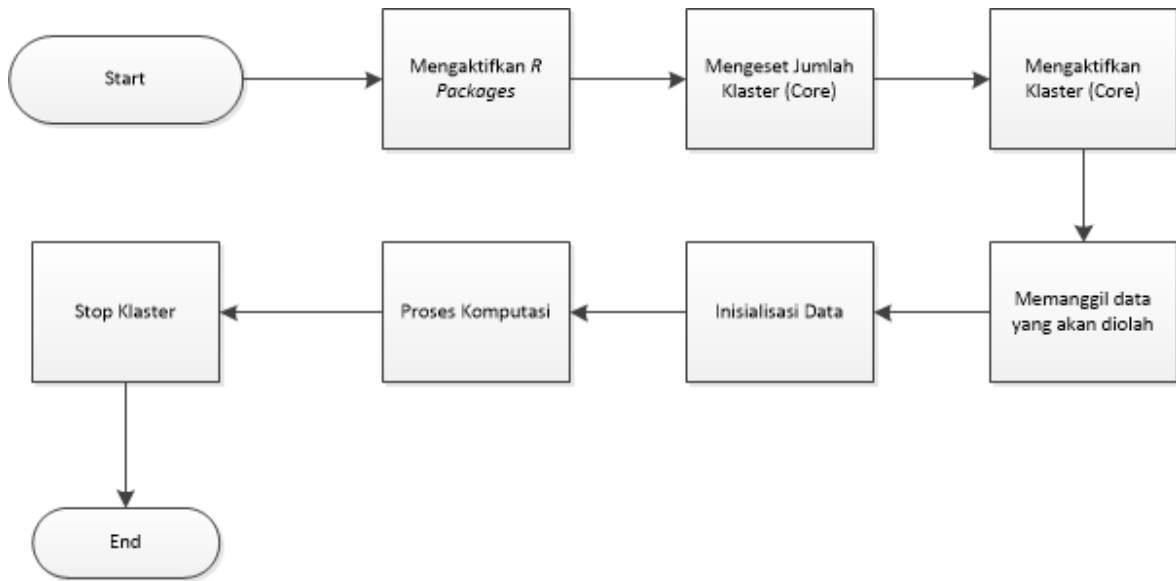 Start
Mengaktifkan R
Packages
Mengeset Jumlah
Klaster (Core)
Mengaktifkan
Klaster (Core)
Memanggil data
yang akan diolah
Inisialisasi Data
Proses Komputasi
Stop Klaster
End